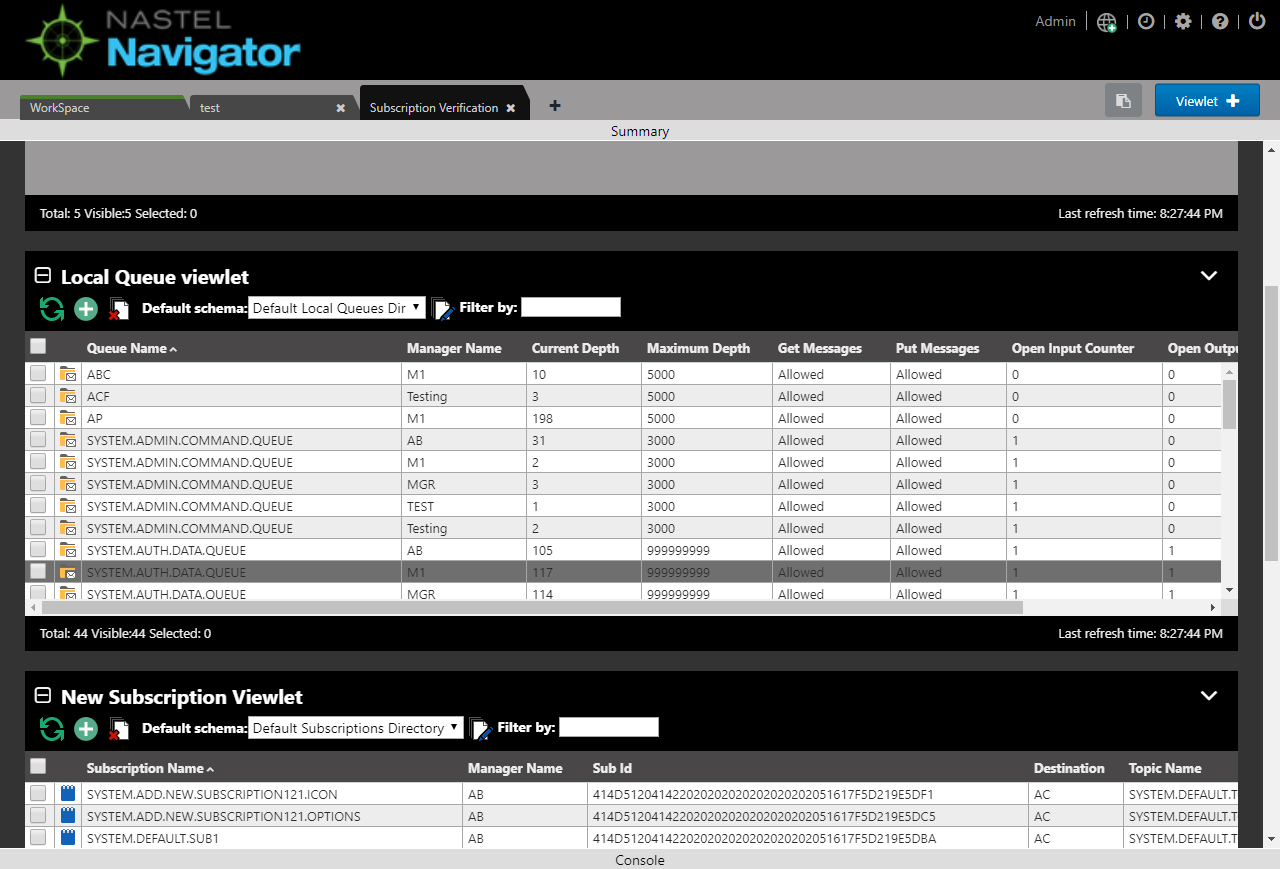 NASTEL
Navigator
Admin
WorkSpace
test
Subscription Verification
Viewlet
Summary
Total: 5 Visible:5 Selected: 0 Last refresh time: 8:27:44 PM
Local Queue viewlet
Default schema: Default Local Queues Dir Filter by:
Queue Name Manager Name Current Depth Maximum Depth Get Messages Put Messages Open Input Counter Open Outpu
ABC M1 10 5000 Allowed Allowed 0 0
ACF Testing 3 5000 Allowed Allowed 0 0
AP M1 198 5000 Allowed Allowed 0 0
SYSTEM.ADMIN.COMMAND.QUEUE AB 31 3000 Allowed Allowed 1 0
SYSTEM.ADMIN.COMMAND.QUEUE M1 2 3000 Allowed Allowed 1 0
SYSTEM.ADMIN.COMMAND.QUEUE MGR 3 3000 Allowed Allowed 1 0
SYSTEM.ADMIN.COMMAND.QUEUE TEST 1 3000 Allowed Allowed 1 0
SYSTEM.ADMIN.COMMAND.QUEUE Testing 2 3000 Allowed Allowed 1 0
SYSTEM.AUTH.DATA.QUEUE AB 105 999999999 Allowed Allowed 1 1
SYSTEM.AUTH.DATA.QUEUE M1 117 999999999 Allowed Allowed 1 1
SYSTEM.AUTH.DATA.QUEUE MGR 114 999999999 Allowed Allowed 1 1
Total: 44 Visible:44 Selected: 0 Last refresh time: 8:27:44 PM
New Subscription Viewlet
Default schema: Default Subscriptions Directory Filter by:
Subscription Name Manager Name Sub Id Destination Topic Name
SYSTEM.ADD.NEW.SUBSCRIPTION121.ICON AB 414D5120414220202020202020202020202051617F5D219E5DF1 AC SYSTEM.DEFAULT.T
SYSTEM.ADD.NEW.SUBSCRIPTION121.OPTIONS AB 414D5120414220202020202020202020202051617F5D219E5DC5 AC SYSTEM.DEFAULT.T
SYSTEM.DEFAULT.SUB1 AB 414D5120414220202020202020202020202051617F5D219E5DBA AC SYSTEM.DEFAULT.T
Console